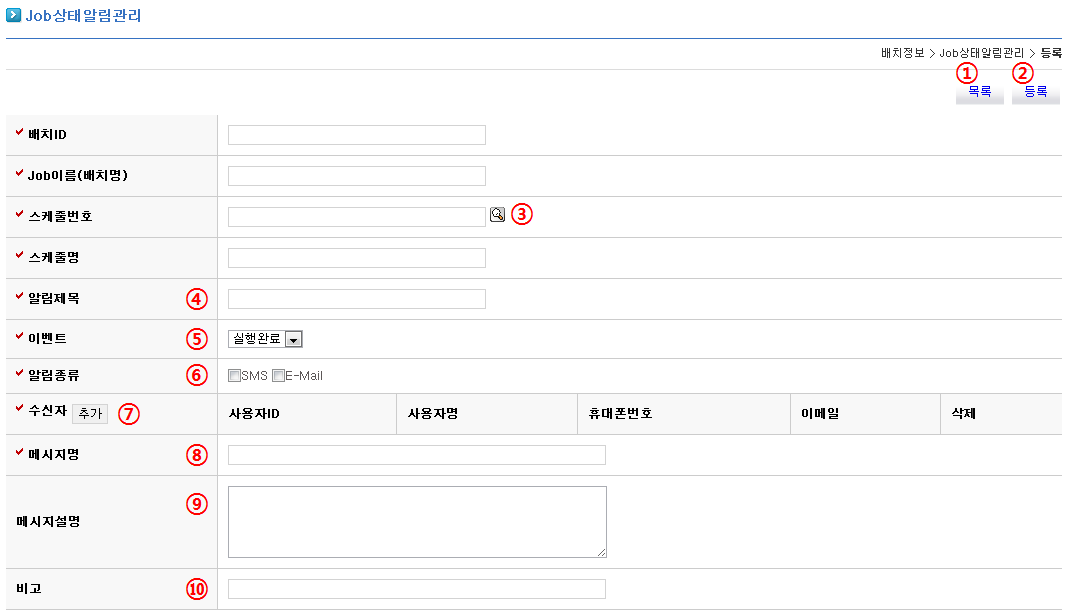 Job상태알림관리
배치정보 > Job상태알림관리 > 등록
① ②
목록 등록
배치ID
Job이름(배치명)
스케줄번호 ③
스케줄명
알림제목 ④
이벤트 ⑤ 실행완료
알림종류 ⑥ SMS E-Mail
수신자 추가 ⑦ 사용자ID 사용자명 휴대폰번호 이메일 삭제
메시지명 ⑧
메시지설명 ⑨
비고 ⑩